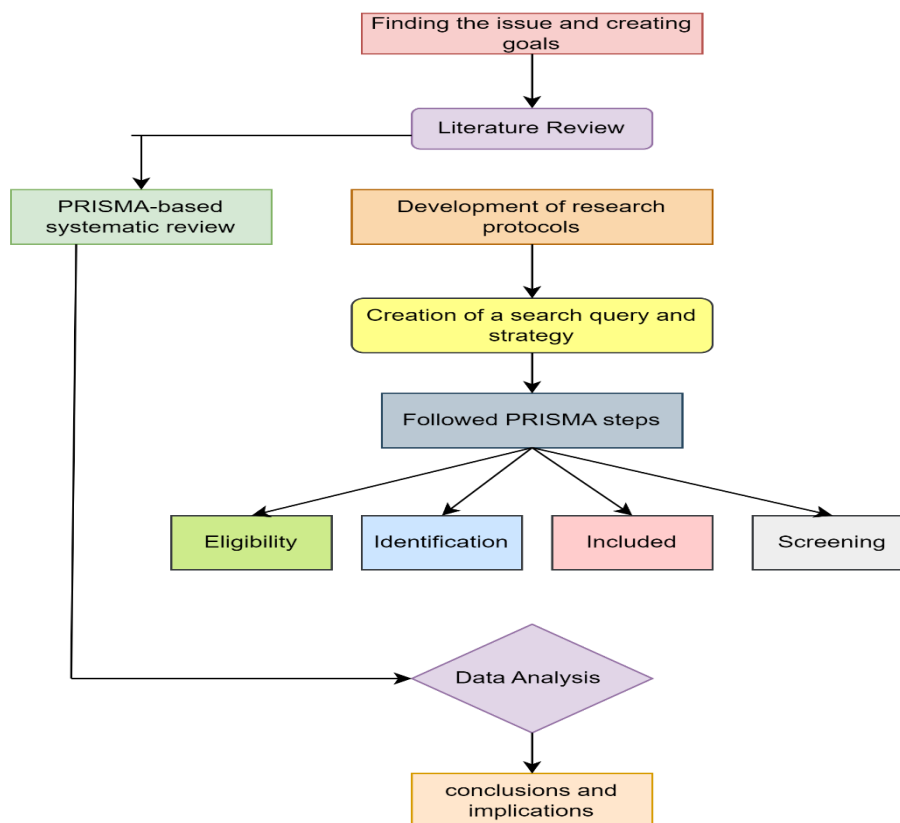 Finding the issue and creating
goals
Literature Review
PRISMA-based
systematic review
Development of research
protocols
Creation of a search query and
strategy
Followed PRISMA steps
Eligibility
Identification
Included
Screening
Data Analysis
conclusions and
implications